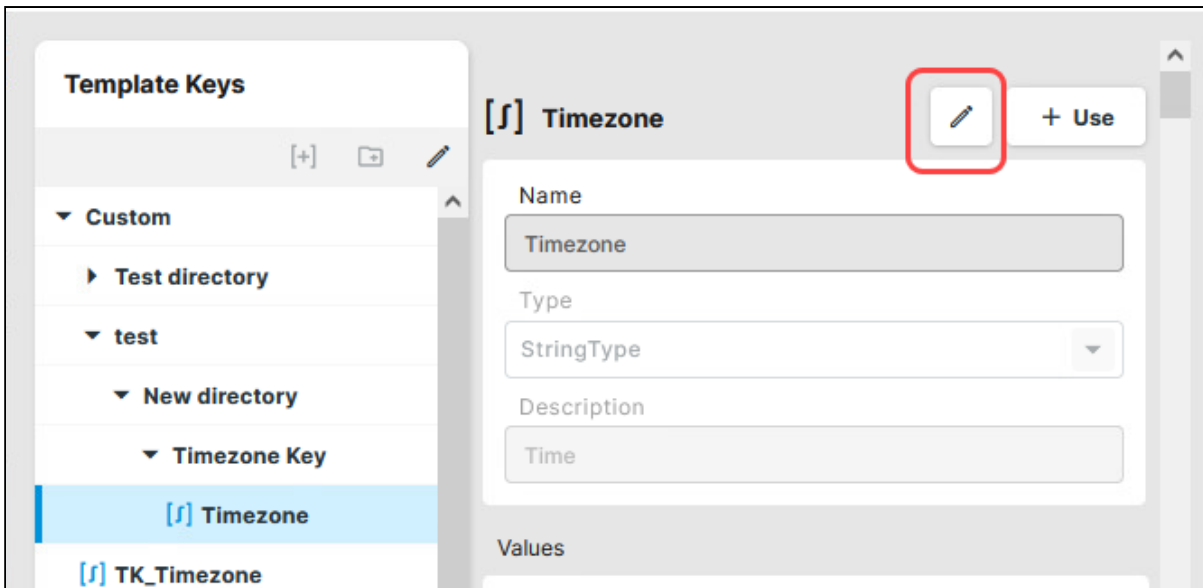 Template Keys
Custom
Test directory
test
New directory
Timezone Key
[ʃ] Timezone
[ʃ] TK_Timezone
[ʃ] Timezone
+ Use
Name
Timezone
Type
StringType
Description
Time
Values